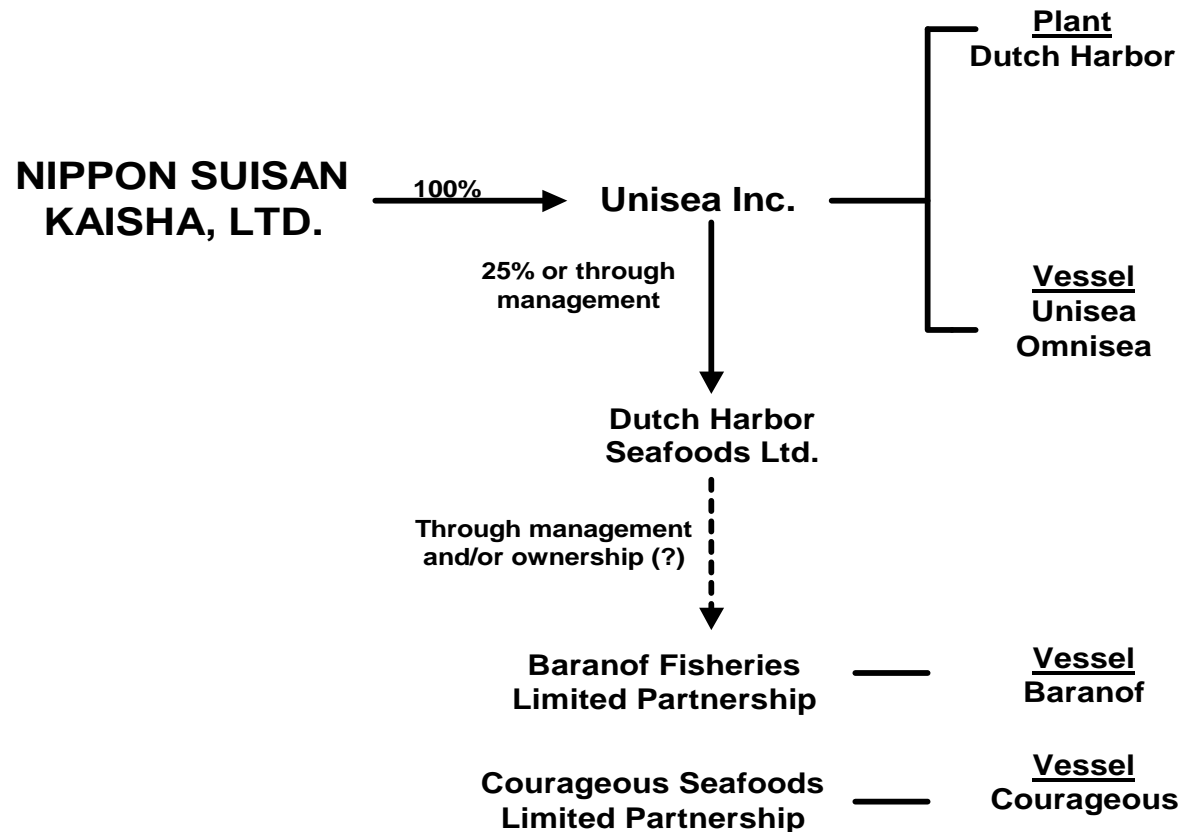 Plant
Dutch Harbor
NIPPON SUISAN
KAISHA, LTD.
100%
Unisea Inc.
25% or through
management
Vessel
Unisea
Omnisea
Dutch Harbor
Seafoods Ltd.
Through management
and/or ownership (?)
Baranof Fisheries
Limited Partnership
Vessel
Baranof
Courageous Seafoods
Limited Partnership
Vessel
Courageous